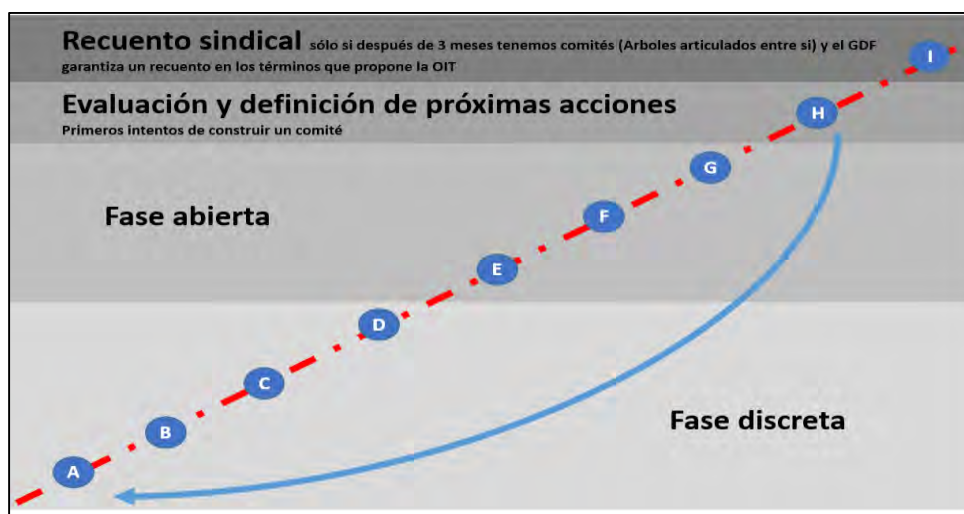 Recuento sindical sólo si después de 3 meses tenemos comités (Arboles articulados entre si) y el GDF
garantiza un recuento en los términos que propone la OIT
I
Evaluación y definición de próximas acciones
H
Primeros intentos de construir un comité
G
Fase abierta
F
E
D
C
Fase discreta
B
A